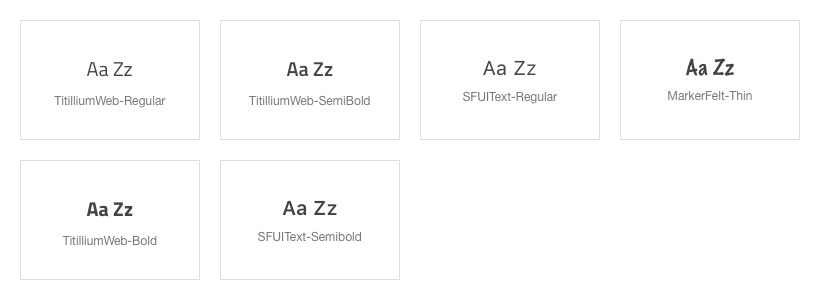 Aa Zz
TitilliumWeb-Regular
Aa Zz
TitilliumWeb-SemiBold
Aa Zz
SFUIText-Regular
Aa Zz
MarkerFelt-Thin
Aa Zz
TitilliumWeb-Bold
Aa Zz
SFUIText-Semibold